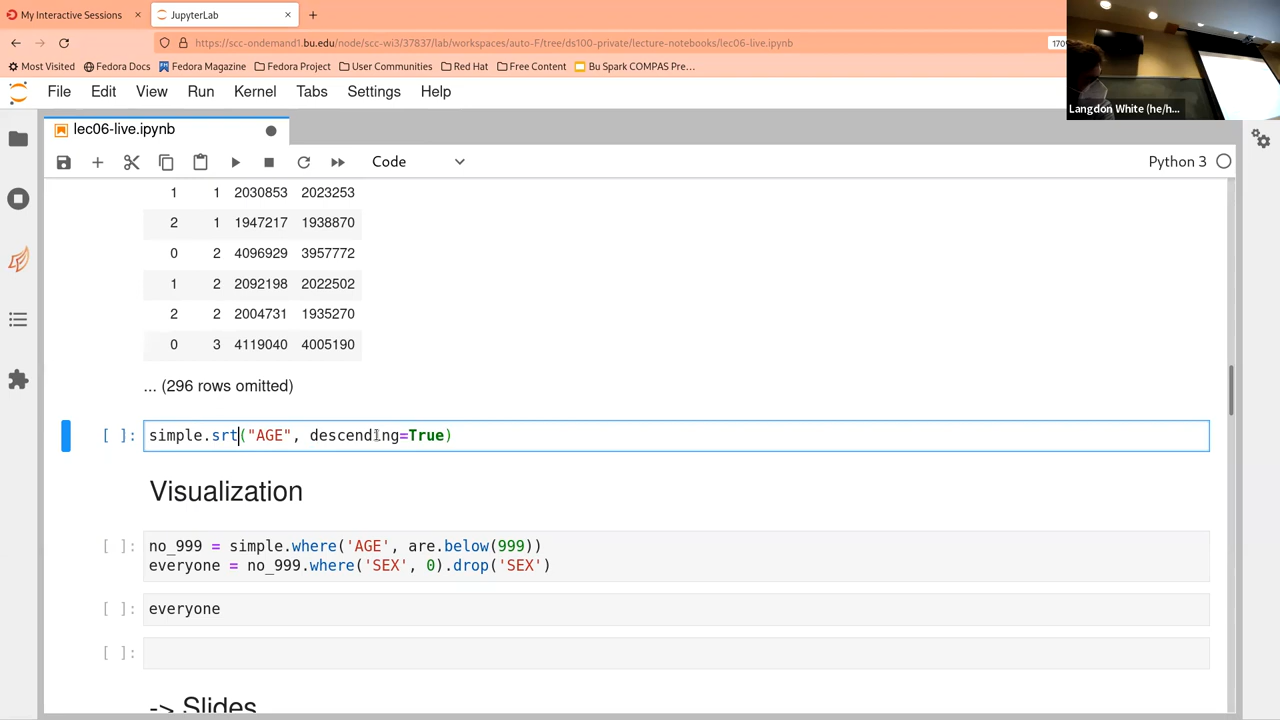 My Interactive Sessions
JupyterLab
https://scc-ondemand1.bu.edu/node/scc-wi3/37837/lab/workspaces/auto-F/tree/ds100-private/lecture-notebooks/lec06-live.ipynb
170%
Most Visited
Fedora Docs
Fedora Magazine
Fedora Project
User Communities
Red Hat
Free Content
Bu Spark COMPAS Pre…
Langdon White (he/h...
File Edit View Run Kernel Tabs Settings Help
lec06-live.ipynb
Code
Python 3
1 1 2030853 2023253
2 1 1947217 1938870
0 2 4096929 3957772
1 2 2092198 2022502
2 2 2004731 1935270
0 3 4119040 4005190
... (296 rows omitted)
[ ]: simple.srt("AGE", descending=True)
Visualization
[ ]: no_999 = simple.where('AGE', are.below(999))
everyone = no_999.where('SEX', 0).drop('SEX')
[ ]: everyone
[ ]:
-> Slides